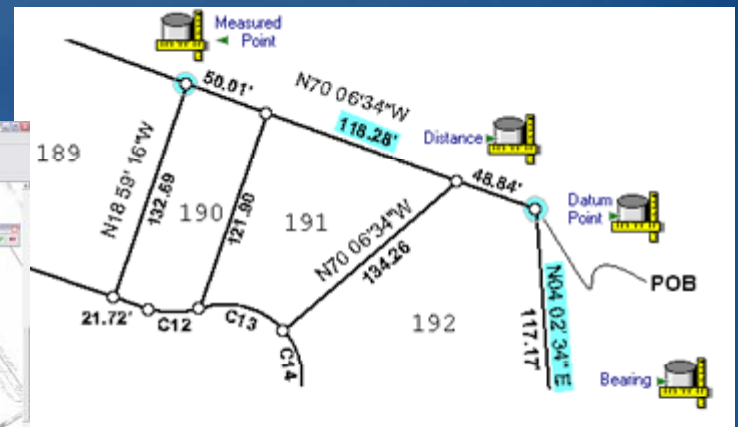 Measured
Point
50.01'
N70 06'34"W
118.28'
Distance
48.84'
Datum
Point
189
N18 59' 16"W
132.69
190
121.90
191
N70 06'34"W
134.26
POB
192
N04 02' 34" E
117.17'
21.72'
C12
C13
C14
Bearing